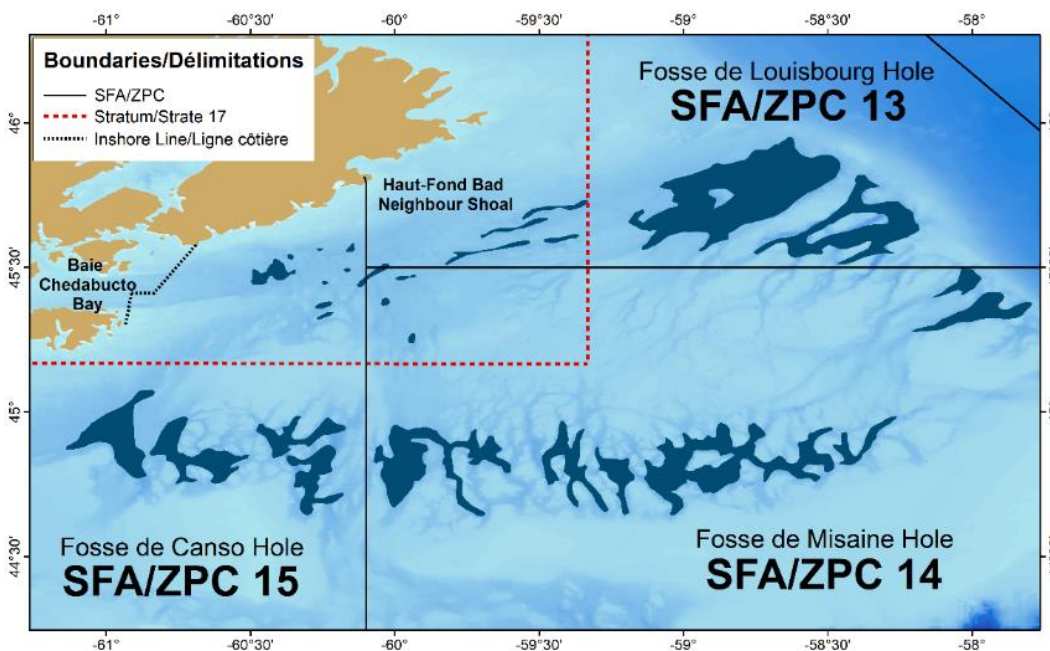 -61°
-60°30'
-60°
-59°30'
-59°
-58°30'
-58°
Boundaries/Délimitations
SFA/ZPC
Stratum/Strate 17
Inshore Line/Ligne côtière
Fosse de Louisbourg Hole
SFA/ZPC 13
46°
Haut-Fond Bad
Neighbour Shoal
45°30'
Baie
Chedabucto
Bay
45°
44°30'
Fosse de Canso Hole
SFA/ZPC 15
Fosse de Misaine Hole
SFA/ZPC 14
-61°
-60°30'
-60°
-59°30'
-59°
-58°30'
-58°